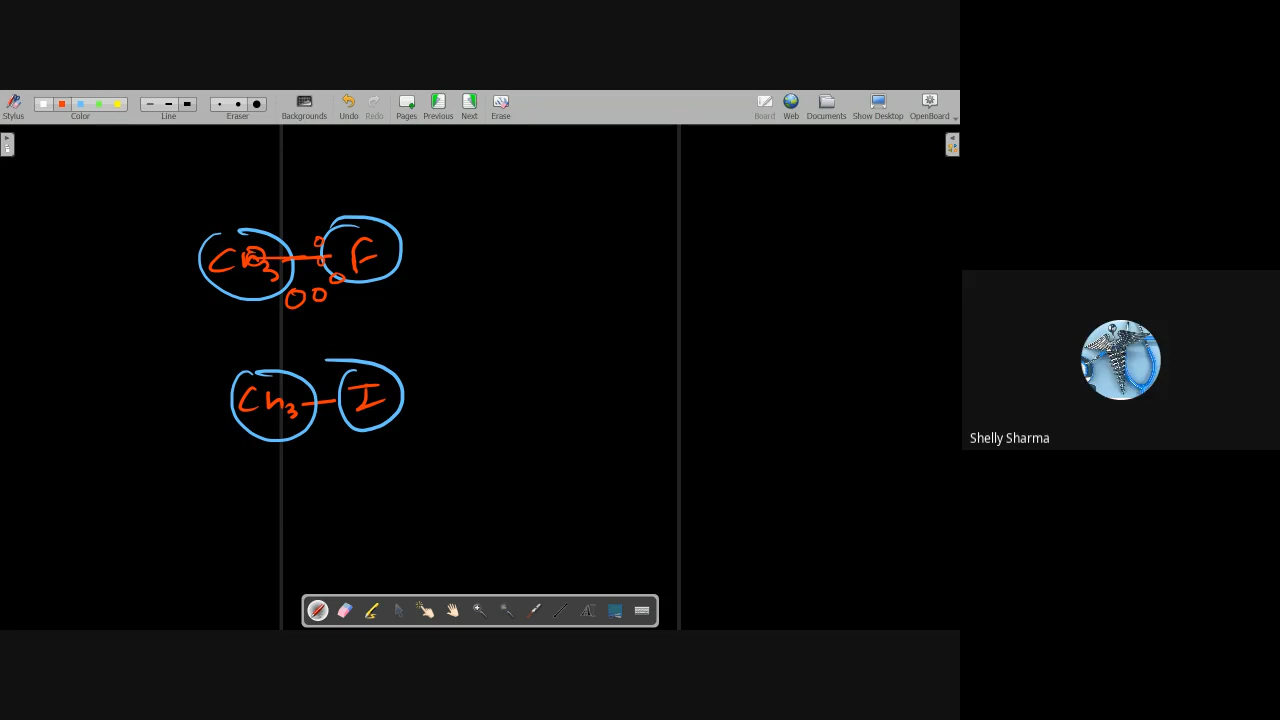 Stylus Color Line Eraser Backgrounds Undo Redo Pages Previous Next Erase Board Web Documents Show Desktop OpenBoard
CH3 — F
CH3 — I
Shelly Sharma